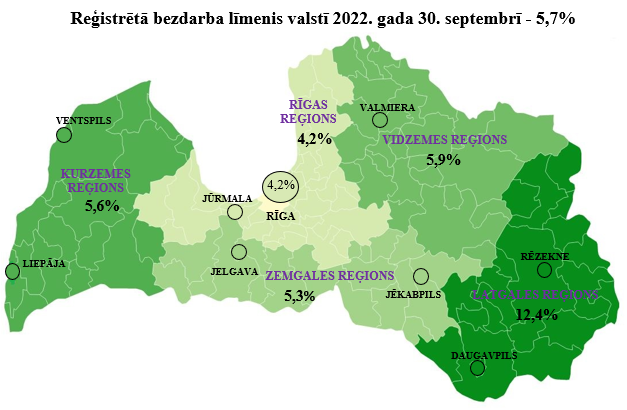 Reģistrētā bezdarba līmenis valstī 2022. gada 30. septembrī - 5,7%
RĪGAS
REĢIONS
4,2%
VALMIERA
VENTSPILS
VIDZEMES REĢIONS
5,9%
KURZEMES
REĢIONS
5,6%
4,2%
JŪRMALA
RĪGA
RĒZEKNE
LIEPĀJA
JELGAVA
ZEMGALES REĢIONS
5,3%
JĒKABPILS
LATGALES REĢIONS
12,4%
DAUGAVPILS